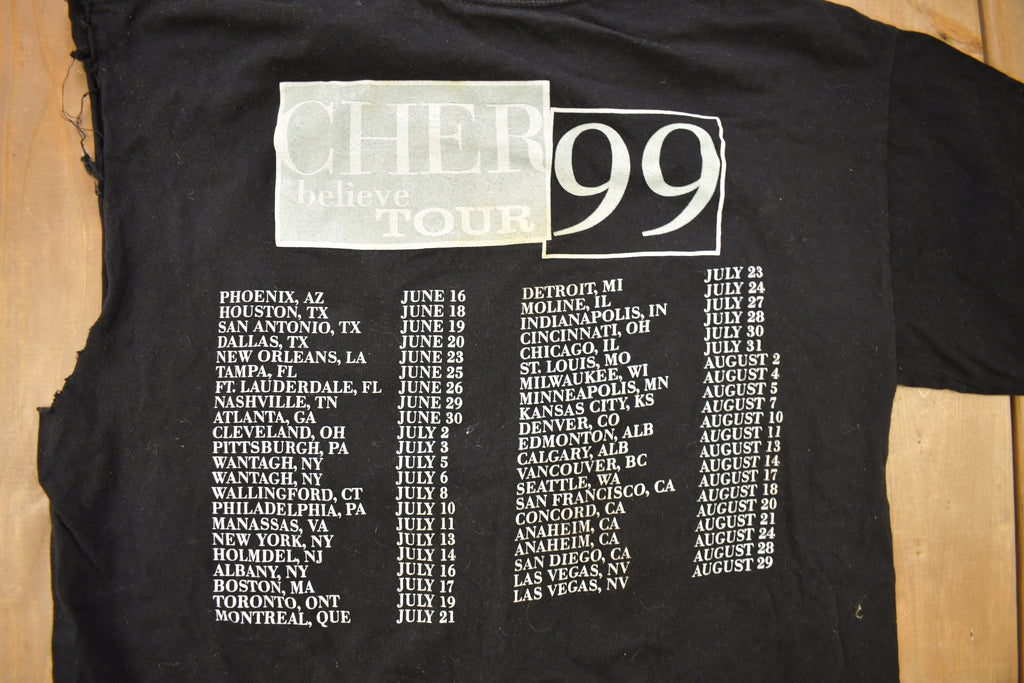 CHER
believe
TOUR
99
PHOENIX, AZ JUNE 16
HOUSTON, TX JUNE 18
SAN ANTONIO, TX JUNE 19
DALLAS, TX JUNE 20
NEW ORLEANS, LA JUNE 23
TAMPA, FL JUNE 25
FT. LAUDERDALE, FL JUNE 26
NASHVILLE, TN JUNE 29
ATLANTA, GA JUNE 30
CLEVELAND, OH JULY 2
PITTSBURGH, PA JULY 3
WANTAGH, NY JULY 5
WANTAGH, NY JULY 6
WALLINGFORD, CT JULY 8
PHILADELPHIA, PA JULY 10
MANASSAS, VA JULY 11
NEW YORK, NY JULY 13
HOLMDEL, NJ JULY 14
ALBANY, NY JULY 16
BOSTON, MA JULY 17
TORONTO, ONT JULY 19
MONTREAL, QUE JULY 21
DETROIT, MI JULY 23
MOLINE, IL JULY 24
INDIANAPOLIS, IN JULY 27
CINCINNATI, OH JULY 28
CHICAGO, IL JULY 30
ST. LOUIS, MO JULY 31
MILWAUKEE, WI AUGUST 2
MINNEAPOLIS, MN AUGUST 4
KANSAS CITY, KS AUGUST 5
DENVER, CO AUGUST 7
EDMONTON, ALB AUGUST 10
CALGARY, ALB AUGUST 11
VANCOUVER, BC AUGUST 13
SEATTLE, WA AUGUST 14
SAN FRANCISCO, CA AUGUST 17
CONCORD, CA AUGUST 18
ANAHEIM, CA AUGUST 20
ANAHEIM, CA AUGUST 21
SAN DIEGO, CA AUGUST 24
LAS VEGAS, NV AUGUST 28
LAS VEGAS, NV AUGUST 29